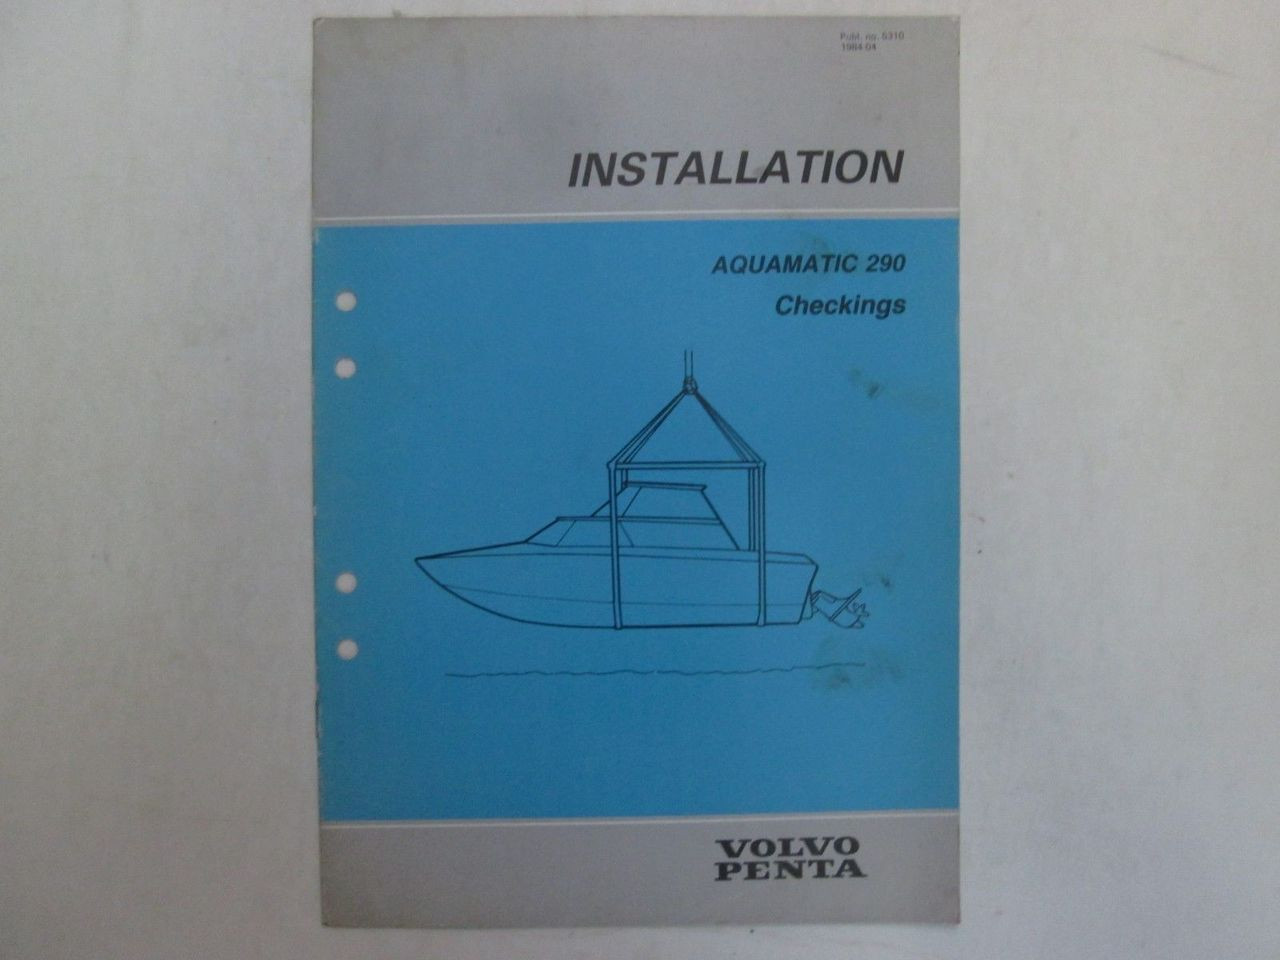 Publ. no. 5310
1984-04
INSTALLATION
AQUAMATIC 290
Checkings
VOLVO
PENTA